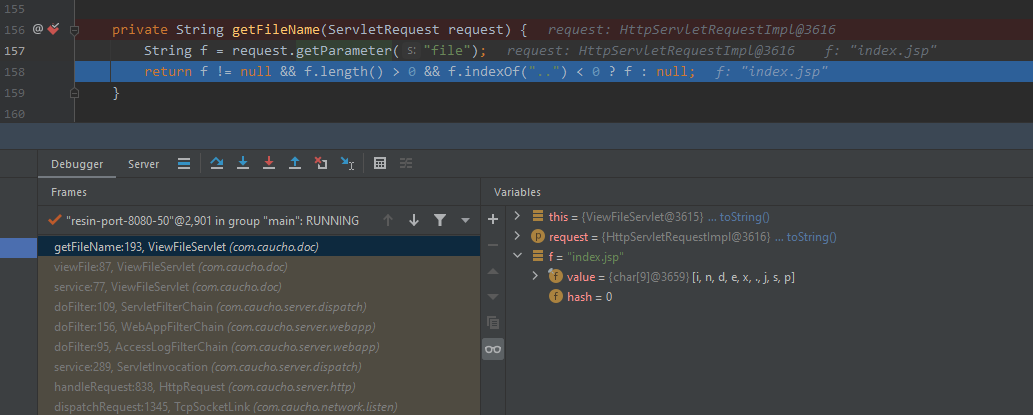 155
156 private String getFileName(ServletRequest request) { request: HttpServletRequestImpl@3616
157 String f = request.getParameter( s: "file"); request: HttpServletRequestImpl@3616 f: "index.jsp"
158 return f != null && f.length() > 0 && f.indexOf("..") < 0 ? f : null; f: "index.jsp"
159 }
160
Debugger Server
Frames
Variables
"resin-port-8080-50"@2,901 in group "main": RUNNING
getFileName:193, ViewFileServlet (com.caucho.doc)
viewFile:87, ViewFileServlet (com.caucho.doc)
service:77, ViewFileServlet (com.caucho.doc)
doFilter:109, ServletFilterChain (com.caucho.server.dispatch)
doFilter:156, WebAppFilterChain (com.caucho.server.webapp)
doFilter:95, AccessLogFilterChain (com.caucho.server.webapp)
service:289, ServletInvocation (com.caucho.server.dispatch)
handleRequest:838, HttpRequest (com.caucho.server.http)
dispatchRequest:1345, TcpSocketLink (com.caucho.network.listen)
this = {ViewFileServlet@3615} ... toString()
p request = {HttpServletRequestImpl@3616} ... toString()
f = "index.jsp"
f value = {char[9]@3659} [i, n, d, e, x, ., j, s, p]
f hash = 0